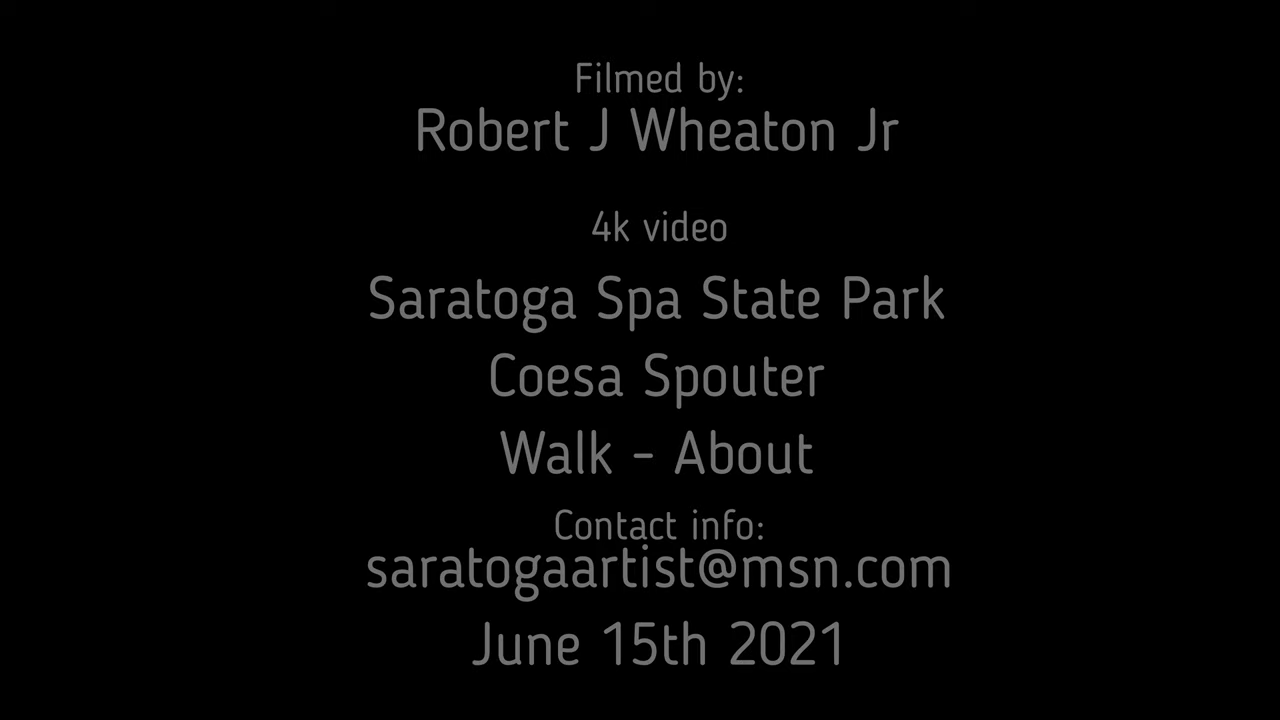 Filmed by:
Robert J Wheaton Jr
4k video
Saratoga Spa State Park
Coesa Spouter
Walk - About
Contact info:
saratogaartist@msn.com
June 15th 2021